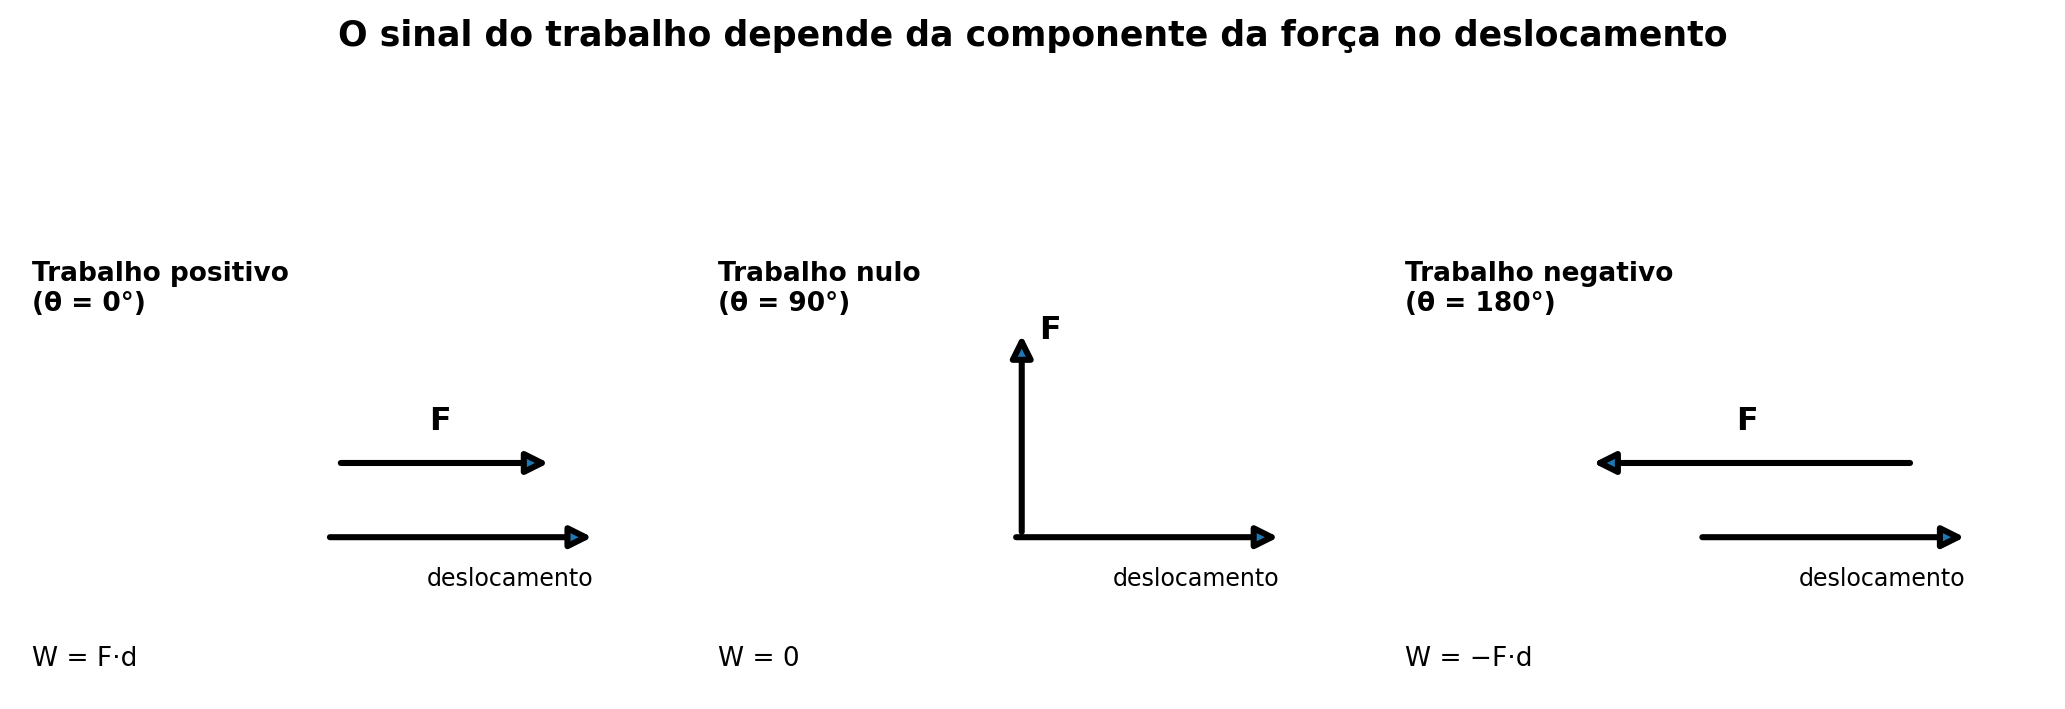 O sinal do trabalho depende da componente da força no deslocamento
Trabalho positivo
(θ = 0°)
F
deslocamento
W = F·d
Trabalho nulo
(θ = 90°)
F
deslocamento
W = 0
Trabalho negativo
(θ = 180°)
F
deslocamento
W = −F·d